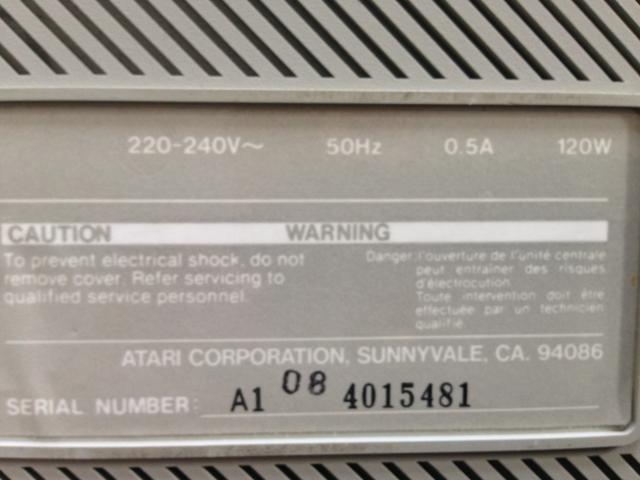 220-240V~ 50Hz 0.5A 120W
CAUTION WARNING
To prevent electrical shock, do not
remove cover. Refer servicing to
qualified service personnel.
Danger: l'ouverture de l'unité centrale
peut entraîner des risques
d'électrocution.
Toute intervention doit être
effectuée par un technicien
qualifié.
ATARI CORPORATION, SUNNYVALE, CA. 94086
SERIAL NUMBER: A1 08 4015481